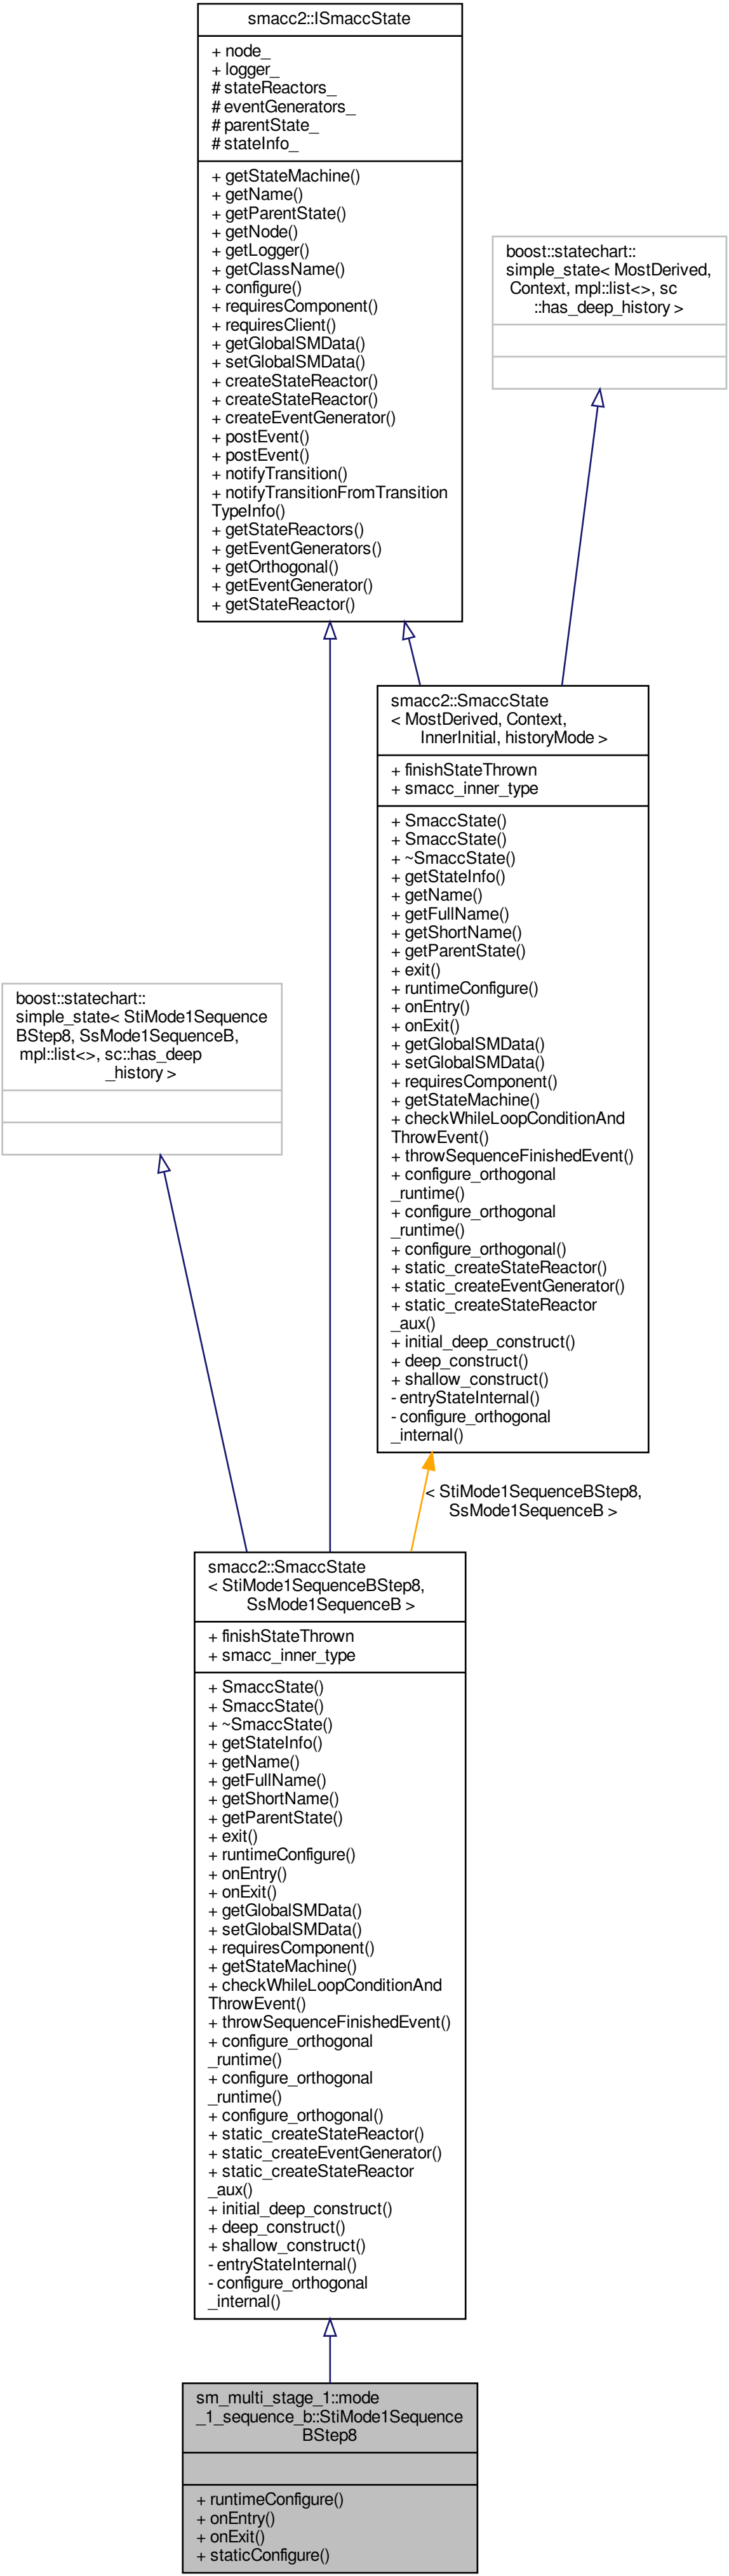 smacc2::ISmaccState
+ node_
+ logger_
# stateReactors_
# eventGenerators_
# parentState_
# stateInfo_
+ getStateMachine()
+ getName()
+ getParentState()
+ getNode()
+ getLogger()
+ getClassName()
+ configure()
+ requiresComponent()
+ requiresClient()
+ getGlobalSMData()
+ setGlobalSMData()
+ createStateReactor()
+ createStateReactor()
+ createEventGenerator()
+ postEvent()
+ postEvent()
+ notifyTransition()
+ notifyTransitionFromTransition
TypeInfo()
+ getStateReactors()
+ getEventGenerators()
+ getOrthogonal()
+ getEventGenerator()
+ getStateReactor()
boost::statechart::
simple_state< MostDerived,
Context, mpl::list<>, sc
::has_deep_history >
smacc2::SmaccState
< MostDerived, Context,
InnerInitial, historyMode >
+ finishStateThrown
+ smacc_inner_type
+ SmaccState()
+ SmaccState()
+ ~SmaccState()
+ getStateInfo()
+ getName()
+ getFullName()
+ getShortName()
+ getParentState()
+ exit()
+ runtimeConfigure()
+ onEntry()
+ onExit()
+ getGlobalSMData()
+ setGlobalSMData()
+ requiresComponent()
+ getStateMachine()
+ checkWhileLoopConditionAnd
ThrowEvent()
+ throwSequenceFinishedEvent()
+ configure_orthogonal
_runtime()
+ configure_orthogonal
_runtime()
+ configure_orthogonal()
+ static_createStateReactor()
+ static_createEventGenerator()
+ static_createStateReactor
_aux()
+ initial_deep_construct()
+ deep_construct()
+ shallow_construct()
- entryStateInternal()
- configure_orthogonal
_internal()
boost::statechart::
simple_state< StiMode1Sequence
BStep8, SsMode1SequenceB,
mpl::list<>, sc::has_deep
_history >
< StiMode1SequenceBStep8,
SsMode1SequenceB >
smacc2::SmaccState
< StiMode1SequenceBStep8,
SsMode1SequenceB >
+ finishStateThrown
+ smacc_inner_type
+ SmaccState()
+ SmaccState()
+ ~SmaccState()
+ getStateInfo()
+ getName()
+ getFullName()
+ getShortName()
+ getParentState()
+ exit()
+ runtimeConfigure()
+ onEntry()
+ onExit()
+ getGlobalSMData()
+ setGlobalSMData()
+ requiresComponent()
+ getStateMachine()
+ checkWhileLoopConditionAnd
ThrowEvent()
+ throwSequenceFinishedEvent()
+ configure_orthogonal
_runtime()
+ configure_orthogonal
_runtime()
+ configure_orthogonal()
+ static_createStateReactor()
+ static_createEventGenerator()
+ static_createStateReactor
_aux()
+ initial_deep_construct()
+ deep_construct()
+ shallow_construct()
- entryStateInternal()
- configure_orthogonal
_internal()
sm_multi_stage_1::mode
_1_sequence_b::StiMode1Sequence
BStep8
+ runtimeConfigure()
+ onEntry()
+ onExit()
+ staticConfigure()